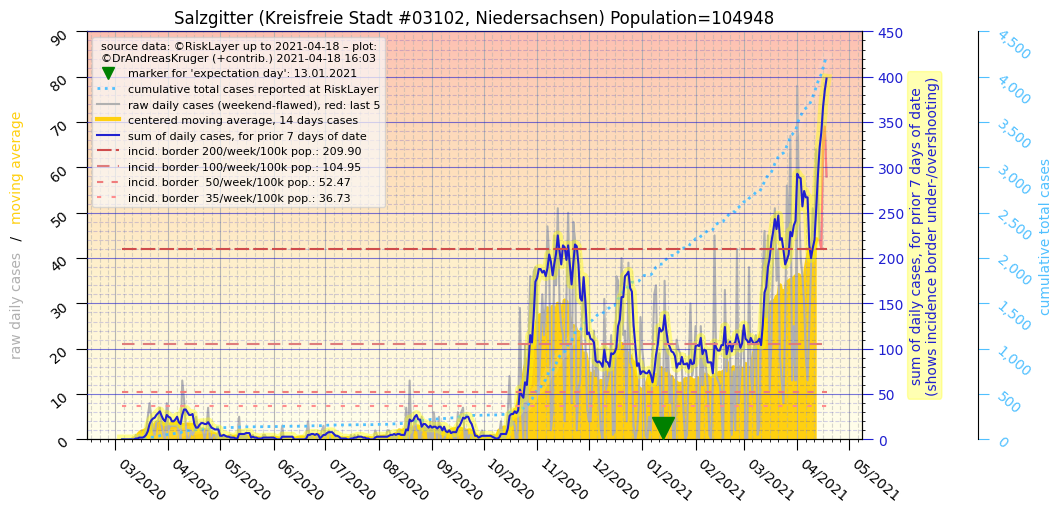 Salzgitter (Kreisfreie Stadt #03102, Niedersachsen) Population=104948
source data: ©RiskLayer up to 2021-04-18 – plot:
©DrAndreasKruger (+contrib.) 2021-04-18 16:03
marker for 'expectation day': 13.01.2021
cumulative total cases reported at RiskLayer
raw daily cases (weekend-flawed), red: last 5
centered moving average, 14 days cases
sum of daily cases, for prior 7 days of date
incid. border 200/week/100k pop.: 209.90
incid. border 100/week/100k pop.: 104.95
incid. border  50/week/100k pop.: 52.47
incid. border  35/week/100k pop.: 36.73
raw daily cases  /  moving average
90
80
70
60
50
40
30
20
10
0
03/2020
04/2020
05/2020
06/2020
07/2020
08/2020
09/2020
10/2020
11/2020
12/2020
01/2021
02/2021
03/2021
04/2021
05/2021
450
400
350
300
250
200
150
100
50
0
sum of daily cases, for prior 7 days of date
(shows incidence border under-/overshooting)
4,500
4,000
3,500
3,000
2,500
2,000
1,500
1,000
500
0
cumulative total cases